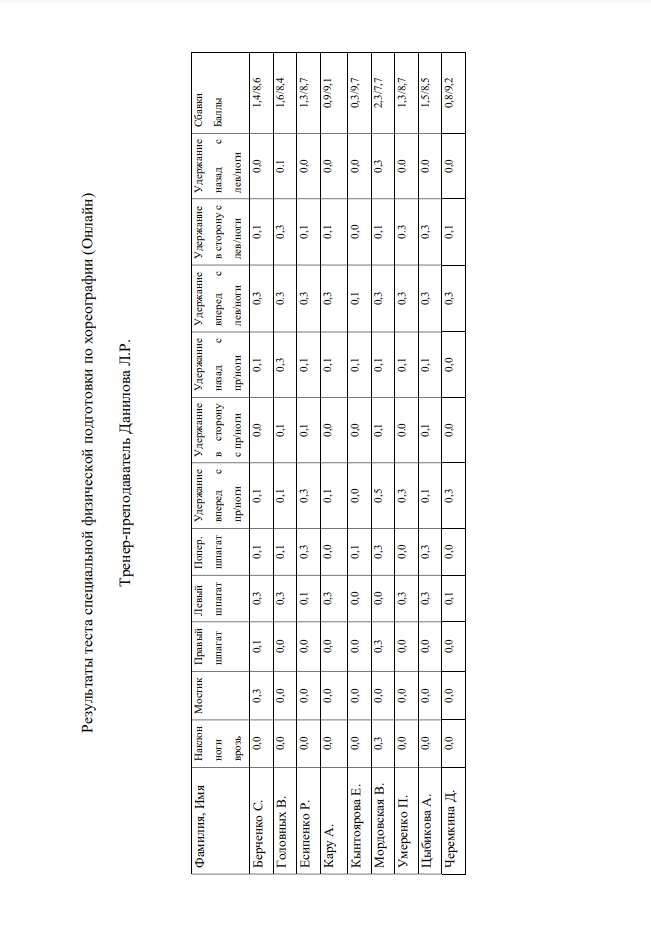 Результаты теста специальной физической подготовки по хореографии (Онлайн)
Тренер-преподаватель Данилова Л.Р.
Фамилия, Имя | Наклон ноги врозь | Мостик | Правый шпагат | Левый шпагат | Попер. шпагат | Удержание вперед с пр/ноги | Удержание в сторону с пр/ноги | Удержание назад с пр/ноги | Удержание вперед с лев/ноги | Удержание в сторону с лев/ноги | Удержание назад с лев/ноги | Сбавки Баллы
Берченко С. | 0,0 | 0,3 | 0,1 | 0,3 | 0,1 | 0,1 | 0,0 | 0,1 | 0,3 | 0,1 | 0,0 | 1,4/8,6
Головных В. | 0,0 | 0,0 | 0,0 | 0,3 | 0,1 | 0,1 | 0,1 | 0,3 | 0.3 | 0,3 | 0.1 | 1,6/8,4
Есипенко Р. | 0,0 | 0,0 | 0,0 | 0,1 | 0,3 | 0,3 | 0,1 | 0,1 | 0,3 | 0,1 | 0,0 | 1,3/8,7
Кару А. | 0,0 | 0,0 | 0,0 | 0,3 | 0,0 | 0,1 | 0,0 | 0,1 | 0,3 | 0,1 | 0,0 | 0,9/9,1
Кынтоярова Е. | 0,0 | 0,0 | 0.0 | 0,0 | 0,1 | 0,0 | 0,0 | 0,1 | 0,1 | 0,0 | 0,0 | 0,3/9,7
Мордовская В. | 0,3 | 0,0 | 0,3 | 0,0 | 0,3 | 0,5 | 0,1 | 0,1 | 0,3 | 0,1 | 0,3 | 2,3/7,7
Умеренко П. | 0,0 | 0,0 | 0,0 | 0,3 | 0,0 | 0,3 | 0,0 | 0,1 | 0,3 | 0.3 | 0.0 | 1,3/8,7
Цыбикова А. | 0,0 | 0,0 | 0,0 | 0,3 | 0,3 | 0,1 | 0,1 | 0,1 | 0,3 | 0,3 | 0.0 | 1,5/8,5
Черемкина Д. | 0,0 | 0,0 | 0,0 | 0,1 | 0,0 | 0,3 | 0,0 | 0,0 | 0,3 | 0,1 | 0,0 | 0,8/9,2